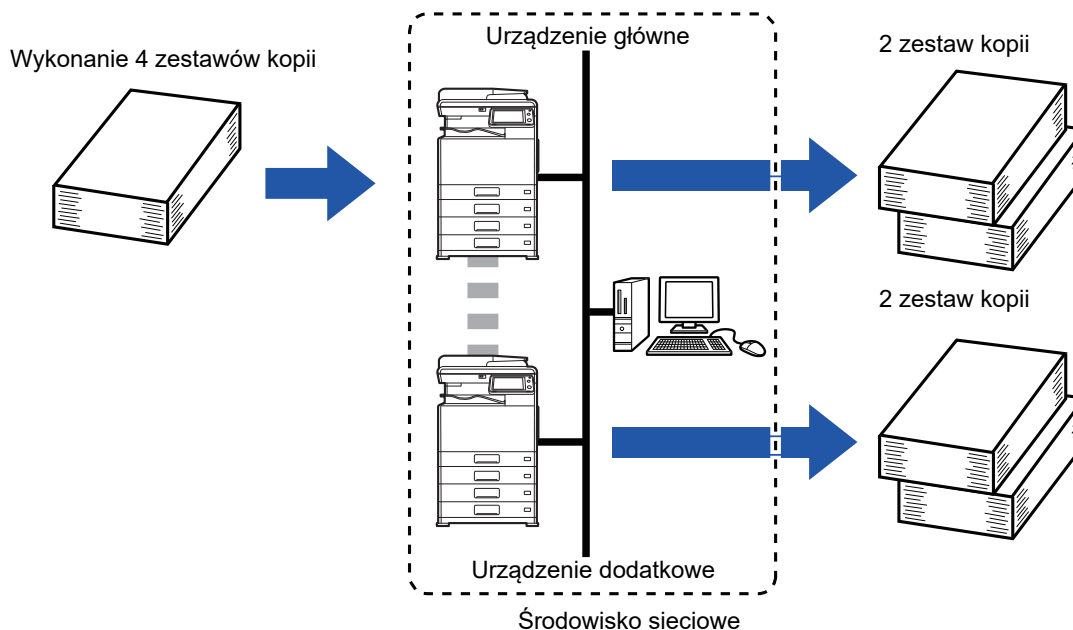 Wykonanie 4 zestawów kopii
Urządzenie główne
2 zestaw kopii
2 zestaw kopii
Urządzenie dodatkowe
Środowisko sieciowe